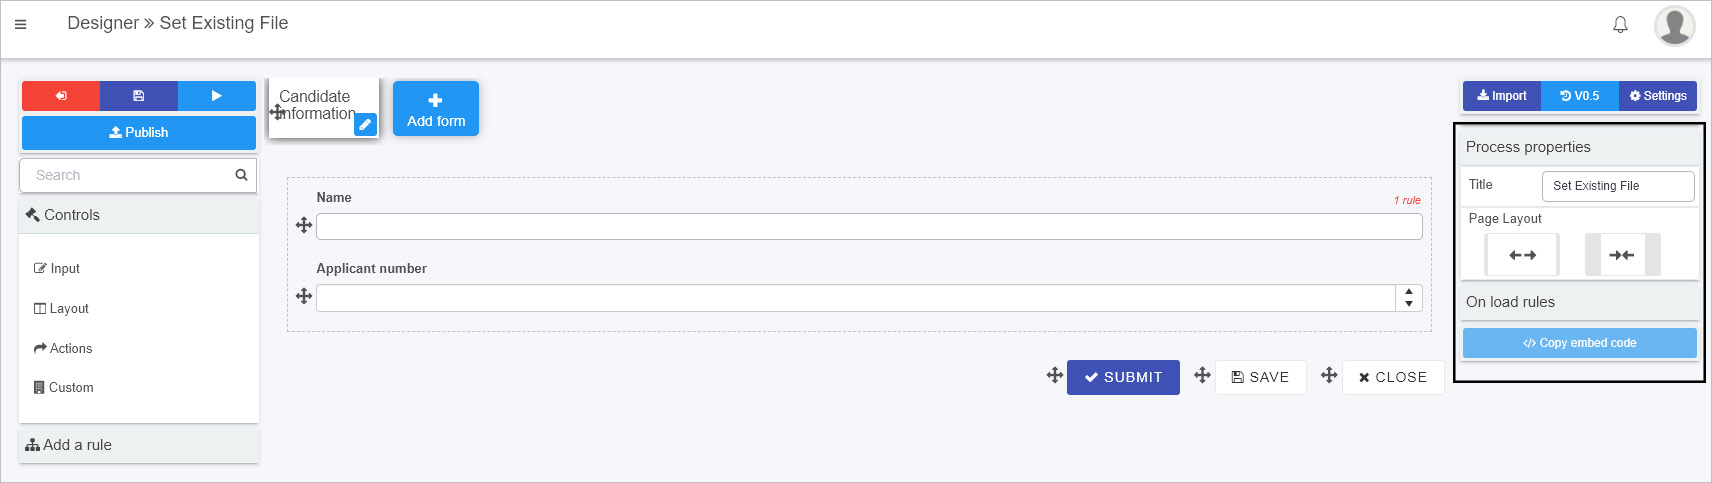 Designer » Set Existing File
Publish
Search
Controls
Input
Layout
Actions
Custom
Add a rule
Candidate
Information
Add form
Name
1 rule
Applicant number
SUBMIT
SAVE
CLOSE
Import
V0.5
Settings
Process properties
Title
Set Existing File
Page Layout
On load rules
</> Copy embed code